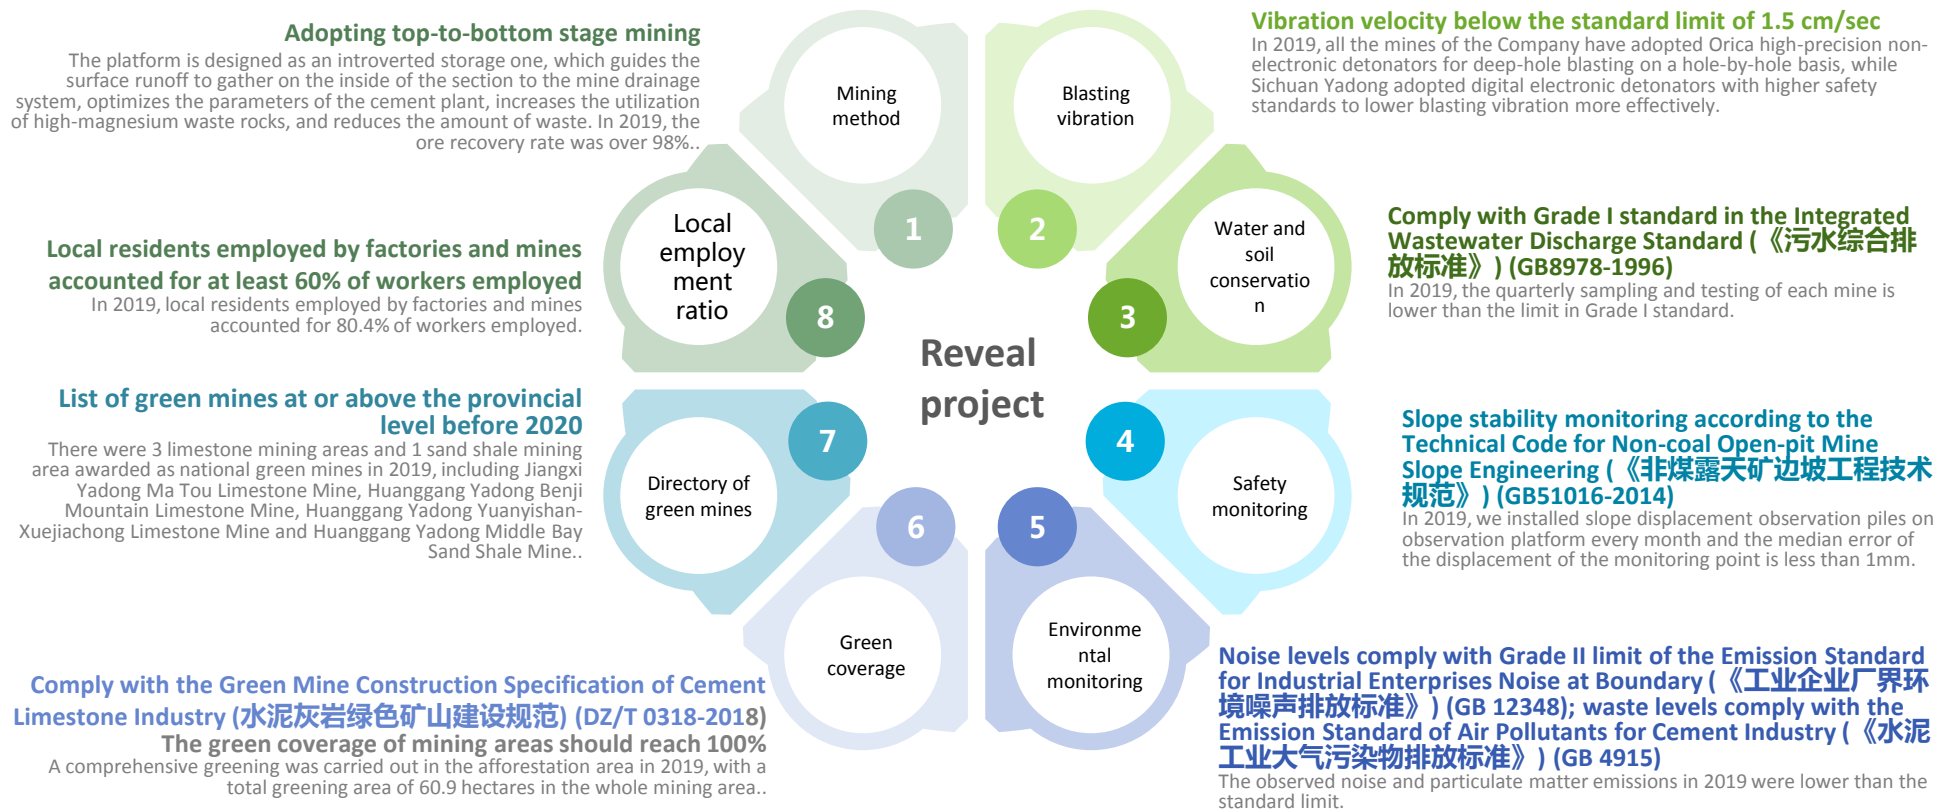 Adopting top-to-bottom stage mining
The platform is designed as an introverted storage one, which guides the
surface runoff to gather on the inside of the section to the mine drainage
system, optimizes the parameters of the cement plant, increases the utilization
of high-magnesium waste rocks, and reduces the amount of waste. In 2019, the
ore recovery rate was over 98%..
Mining
method
1
Blasting
vibration
2
Vibration velocity below the standard limit of 1.5 cm/sec
In 2019, all the mines of the Company have adopted Orica high-precision non-
electronic detonators for deep-hole blasting on a hole-by-hole basis, while
Sichuan Yadong adopted digital electronic detonators with higher safety
standards to lower blasting vibration more effectively.
Water and
soil
conservatio
n
3
Comply with Grade I standard in the Integrated
Wastewater Discharge Standard (《污水综合排
放标准》) (GB8978-1996)
In 2019, the quarterly sampling and testing of each mine is
lower than the limit in Grade I standard.
Local residents employed by factories and mines
accounted for at least 60% of workers employed
In 2019, local residents employed by factories and mines
accounted for 80.4% of workers employed.
Local
employ
ment
ratio
8
Reveal
project
List of green mines at or above the provincial
level before 2020
There were 3 limestone mining areas and 1 sand shale mining
area awarded as national green mines in 2019, including Jiangxi
Yadong Ma Tou Limestone Mine, Huanggang Yadong Benji
Mountain Limestone Mine, Huanggang Yadong Yuanyishan-
Xuejiachong Limestone Mine and Huanggang Yadong Middle Bay
Sand Shale Mine..
Directory of
green mines
7
4
Safety
monitoring
Slope stability monitoring according to the
Technical Code for Non-coal Open-pit Mine
Slope Engineering (《非煤露天矿边坡工程技术
规范》) (GB51016-2014)
In 2019, we installed slope displacement observation piles on
observation platform every month and the median error of
the displacement of the monitoring point is less than 1mm.
6
Green
coverage
5
Environme
ntal
monitoring
Comply with the Green Mine Construction Specification of Cement
Limestone Industry (水泥灰岩绿色矿山建设规范) (DZ/T 0318-2018)
The green coverage of mining areas should reach 100%
A comprehensive greening was carried out in the afforestation area in 2019, with a
total greening area of 60.9 hectares in the whole mining area..
Noise levels comply with Grade II limit of the Emission Standard
for Industrial Enterprises Noise at Boundary (《工业企业厂界环
境噪声排放标准》) (GB 12348); waste levels comply with the
Emission Standard of Air Pollutants for Cement Industry (《水泥
工业大气污染物排放标准》) (GB 4915)
The observed noise and particulate matter emissions in 2019 were lower than the
standard limit.